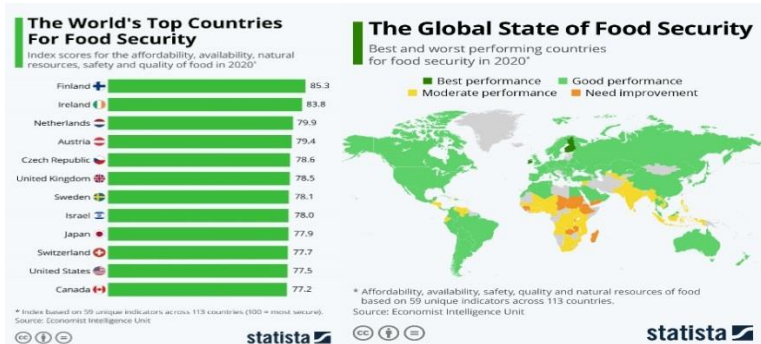 The World's Top Countries
For Food Security
Index scores for the affordability, availability, natural
resources, safety and quality of food in 2020*
Finland 85.3
Ireland 83.8
Netherlands 79.9
Austria 79.4
Czech Republic 78.6
United Kingdom 78.5
Sweden 78.1
Israel 78.0
Japan 77.9
Switzerland 77.7
United States 77.5
Canada 77.2
* Index based on 59 unique indicators across 113 countries (100 = most secure).
Source: Economist Intelligence Unit
statista
The Global State of Food Security
Best and worst performing countries
for food security in 2020*
Best performance Good performance
Moderate performance Need improvement
* Affordability, availability, safety, quality and natural resources of food
based on 59 unique indicators across 113 countries.
Source: Economist Intelligence Unit
cc
statista